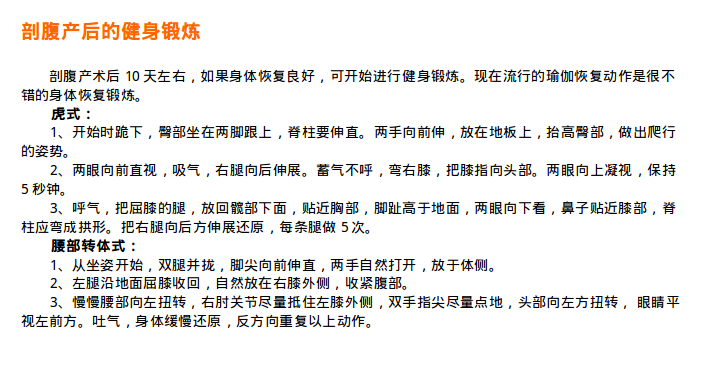 剖腹产后的健身锻炼
剖腹产术后 10 天左右，如果身体恢复良好，可开始进行健身锻炼。现在流行的瑜伽恢复动作是很不
错的身体恢复锻炼。
虎式：
1、开始时跪下，臀部坐在两脚跟上，脊柱要伸直。两手向前伸，放在地板上，抬高臀部，做出爬行
的姿势。
2、两眼向前直视，吸气，右腿向后伸展。蓄气不呼，弯右膝，把膝指向头部。两眼向上凝视，保持
5 秒钟。
3、呼气，把屈膝的腿，放回髋部下面，贴近胸部，脚趾高于地面，两眼向下看，鼻子贴近膝部，脊
柱应弯成拱形。把右腿向后方伸展还原，每条腿做 5 次。
腰部转体式：
1、从坐姿开始，双腿并拢，脚尖向前伸直，两手自然打开，放于体侧。
2、左腿沿地面屈膝收回，自然放在右膝外侧，收紧腹部。
3、慢慢腰部向左扭转，右肘关节尽量抵住左膝外侧，双手指尖尽量点地，头部向左方扭转， 眼睛平
视左前方。吐气，身体缓慢还原，反方向重复以上动作。